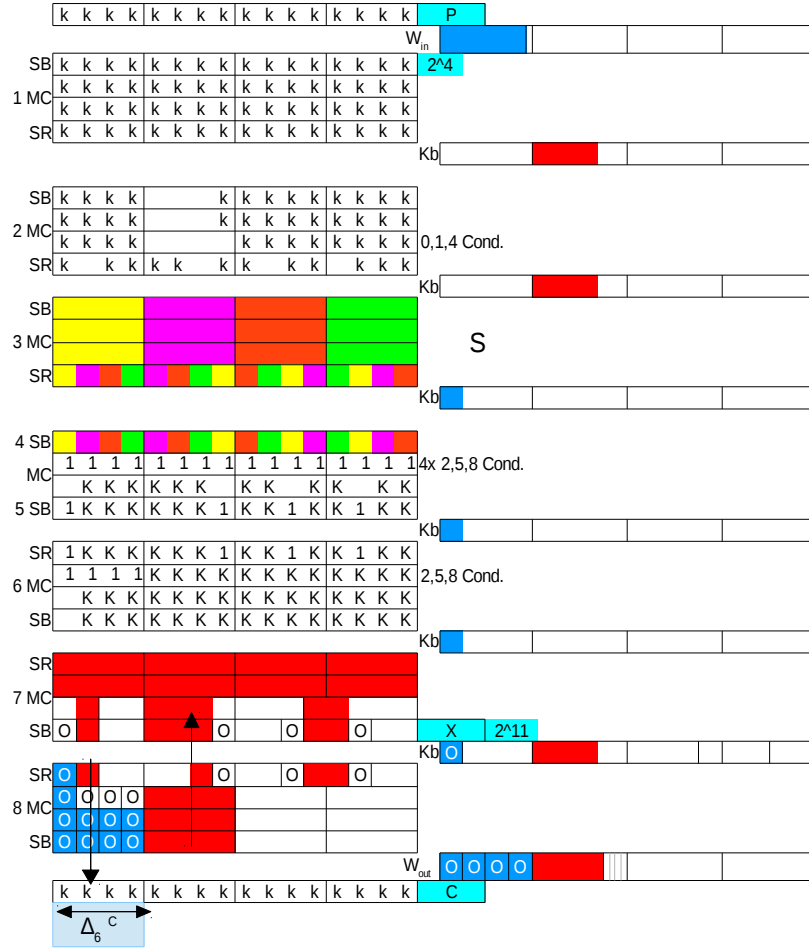 k k k k k k k k k k k k k k k k P
W in
SB k k k k k k k k k k k k k k k k 2^4
k k k k k k k k k k k k k k k k
1 MC
k k k k k k k k k k k k k k k k
SR k k k k k k k k k k k k k k k k
Kb
SB k k k k k k k k k k k k k
k k k k k k k k k k k k k
2 MC
k k k k k k k k k k k k 0,1,4 Cond.
SR k k k k k k k k k k k k
Kb
SB
3 MC S
SR
Kb
4 SB
1 1 1 1 1 1 1 1 1 1 1 1 1 1 1 1 4x 2,5,8 Cond.
MC
K K K K K K K K K K K K
5 SB 1 K K K K K K 1 K K 1 K K 1 K K
Kb
SR 1 K K K K K K 1 K K 1 K K 1 K K
1 1 1 1 K K K K K K K K K K K K 2,5,8 Cond.
6 MC
K K K K K K K K K K K K K K K
SB K K K K K K K K K K K K K K K
Kb
SR
7 MC
SB O O O O X 2^11
Kb O
SR O O O O
O O O O
8 MC
O O O O
SB O O O O
W out O O O O
k k k k k k k k k k k k k k k k C
Δ6 C